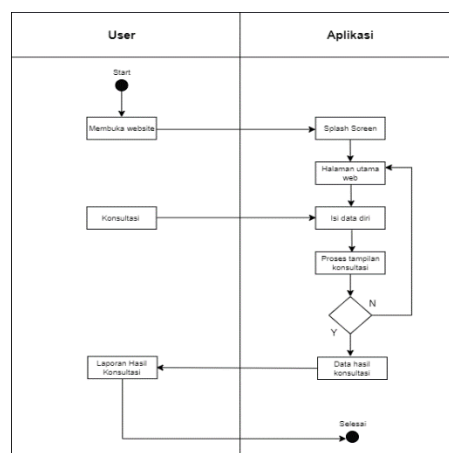 User
Aplikasi
Start
Membuka website
Splash Screen
Halaman utama
web
Konsultasi
Isi data diri
Proses tampilan
konsultasi
N
Y
Laporan Hasil
Konsultasi
Data hasil
konsultasi
Selesai